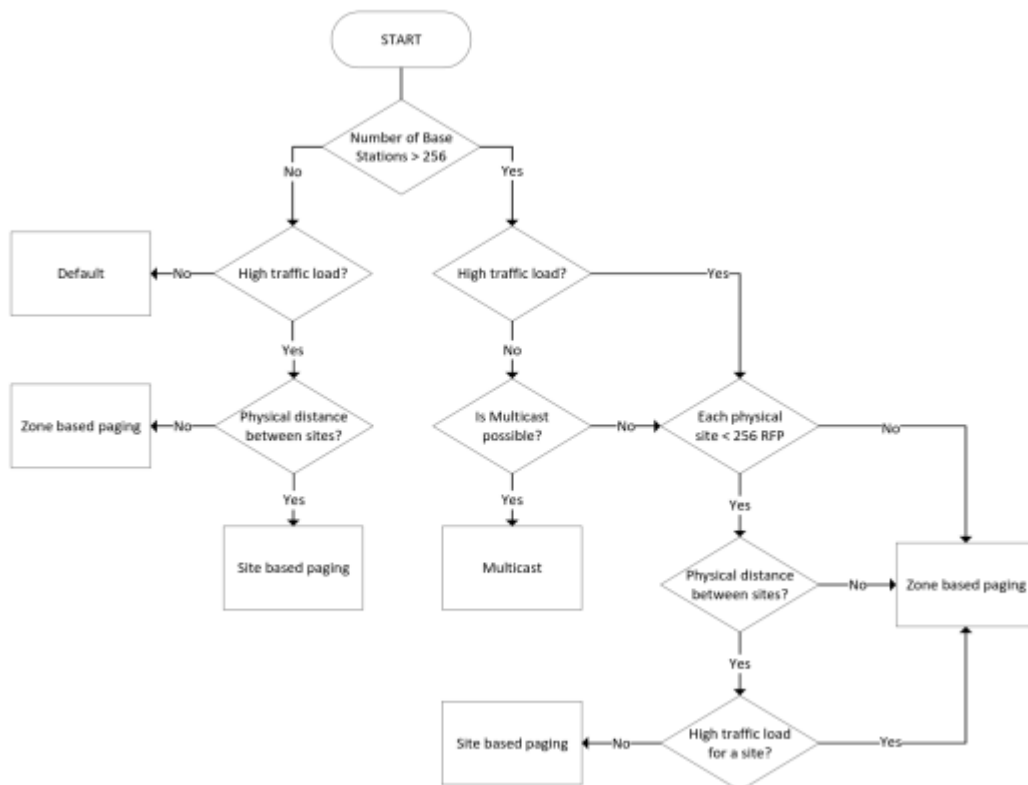 START
Number of Base
Stations > 256
No
Yes
Default
No
High traffic load?
High traffic load?
Yes
Yes
No
Zone based paging
No
Physical distance
between sites?
Is Multicast
possible?
No
Each physical
site < 256 RFP
No
Yes
Yes
Yes
Site based paging
Multicast
Physical distance
between sites?
No
Zone based paging
Yes
Site based paging
No
High traffic load
for a site?
Yes